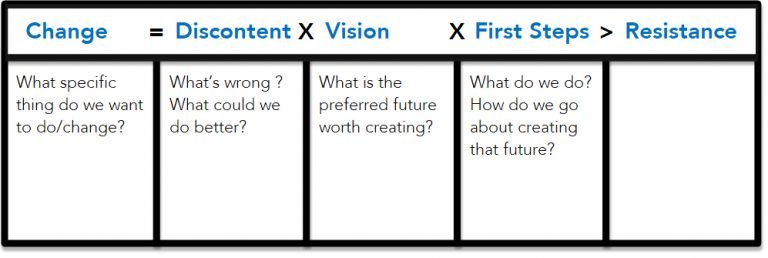 Change = Discontent X Vision X First Steps > Resistance
What specific
thing do we want
to do/change?
What's wrong ?
What could we
do better?
What is the
preferred future
worth creating?
What do we do?
How do we go
about creating
that future?